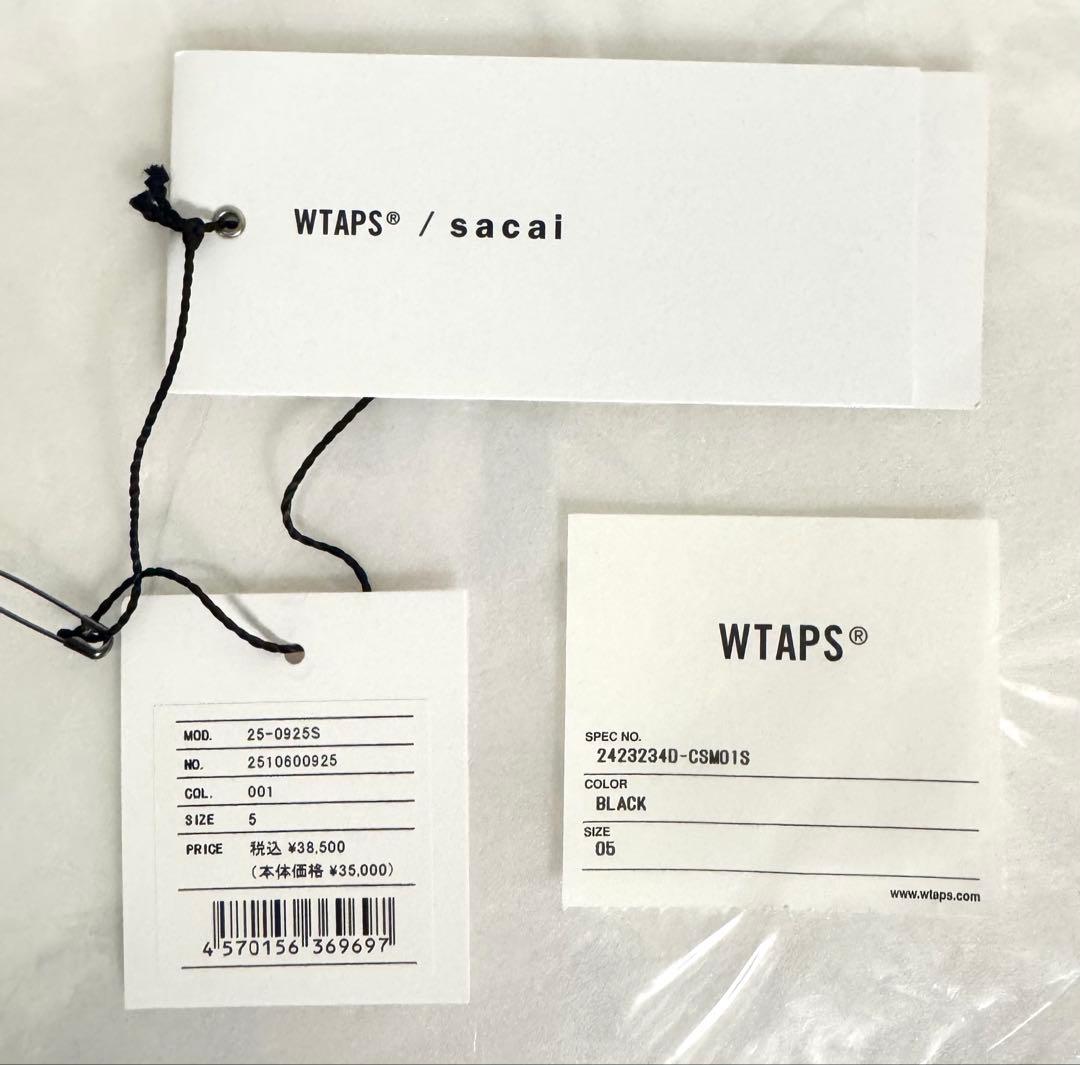 WTAPS® / sacai
MOD. 25-0925S
NO. 2510600925
COL. 001
SIZE 5
PRICE 税込 ¥38,500
(本体価格 ¥35,000)
4 570156 369697
WTAPS®
SPEC NO.
2423234D-CSM01S
COLOR
BLACK
SIZE
05
www.wtaps.com